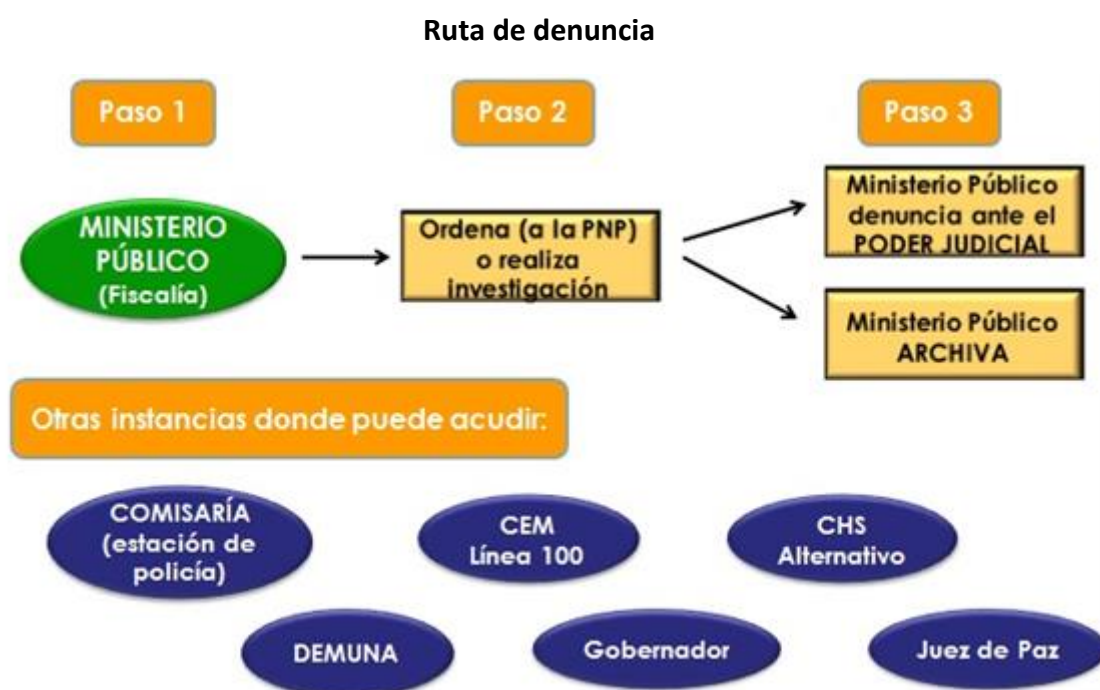 Ruta de denuncia
Paso 1
Paso 2
Paso 3
MINISTERIO
PÚBLICO
(Fiscalía)
Ordena (a la PNP)
o realiza
investigación
Ministerio Público
denuncia ante el
PODER JUDICIAL
Ministerio Público
ARCHIVA
Otras instancias donde puede acudir:
COMISARÍA
(estación de
policía)
CEM
Línea 100
CHS
Alternativo
DEMUNA
Gobernador
Juez de Paz